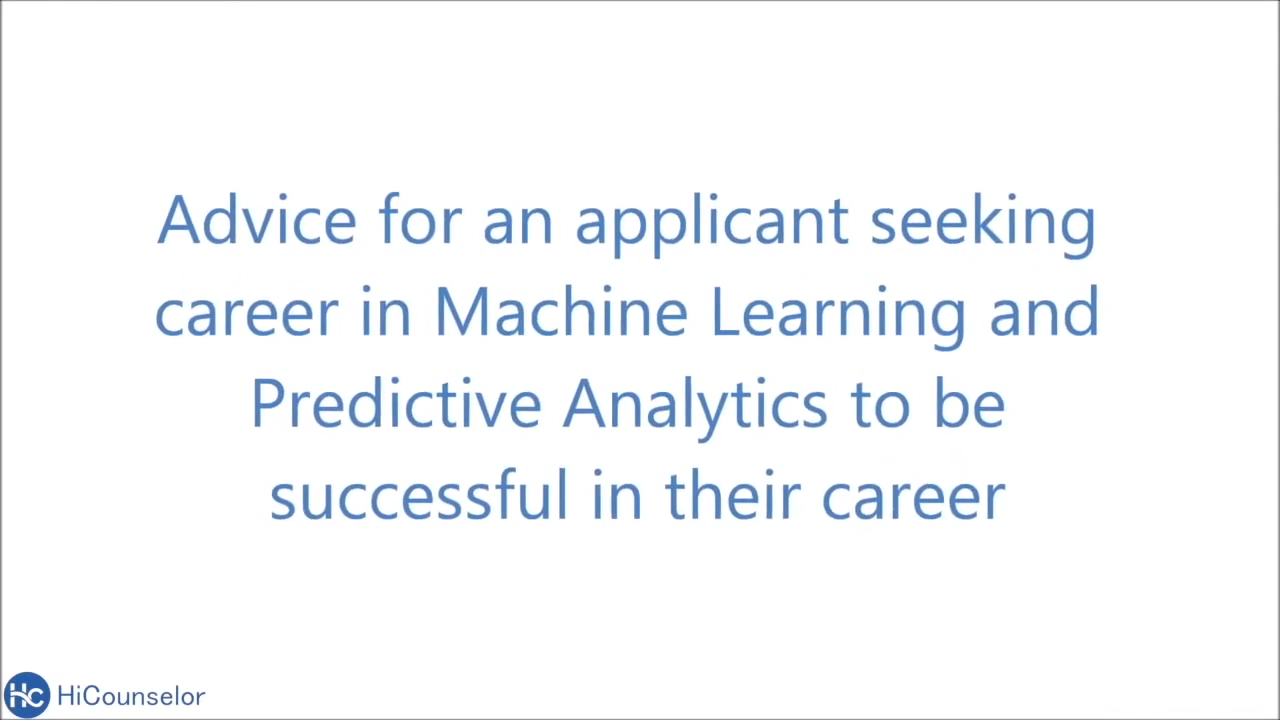 Advice for an applicant seeking
career in Machine Learning and
Predictive Analytics to be
successful in their career
HC HiCounselor